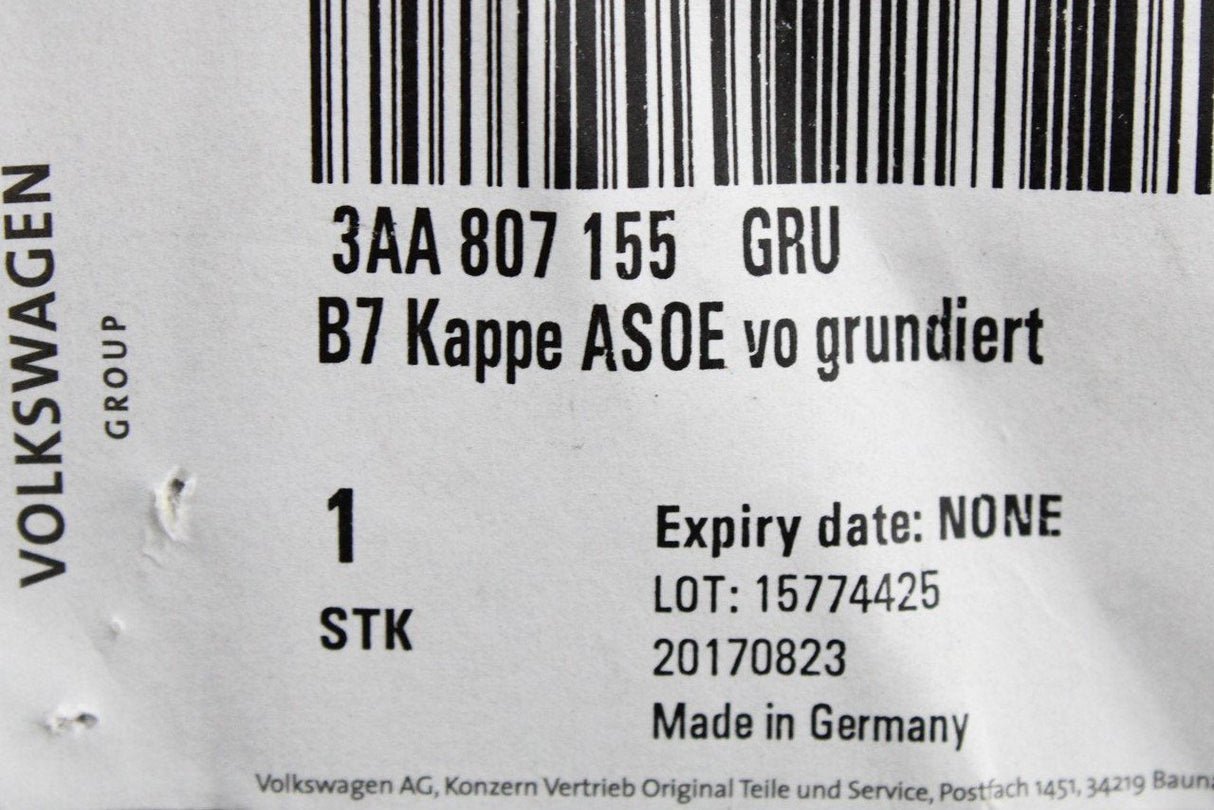 VOLKSWAGEN
GROUP
3AA 807 155 GRU
B7 Kappe ASOE vo grundiert
1
STK
Expiry date: NONE
LOT: 15774425
20170823
Made in Germany
Volkswagen AG, Konzern Vertrieb Original Teile und Service, Postfach 1451, 34219